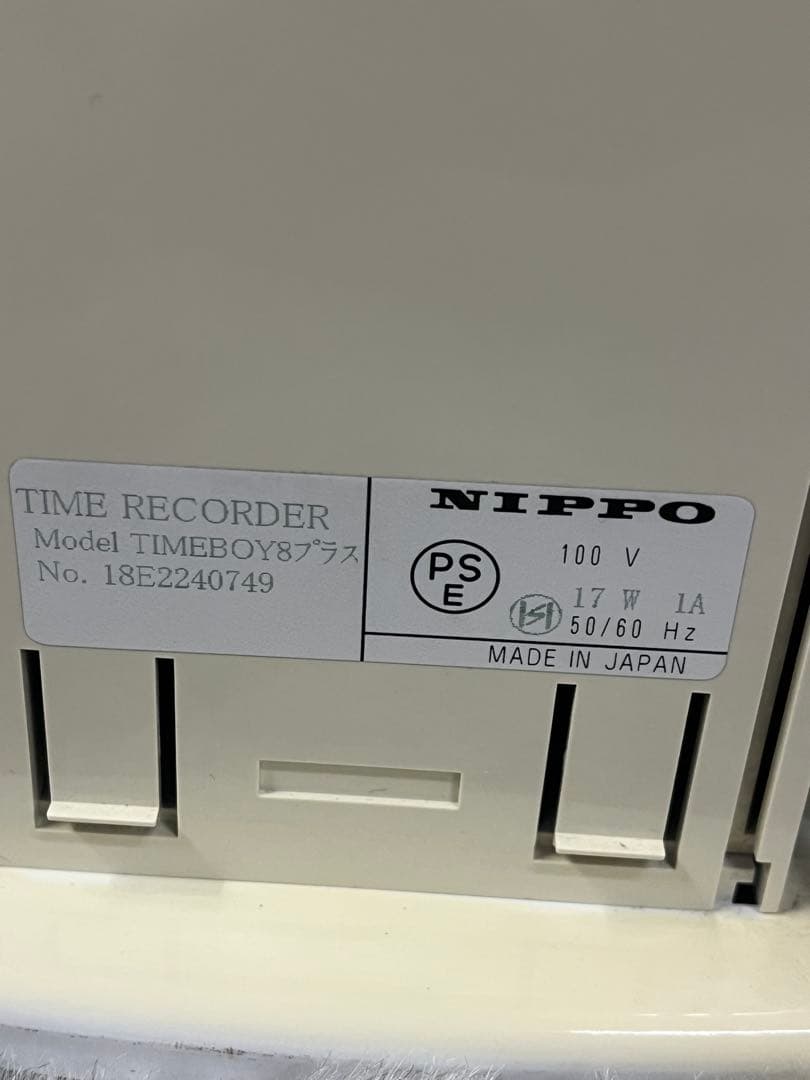 TIME RECORDER
Model TIMEBOY8プラス
No. 18E2240749
NIPPO
PS
E
100 V
17 W 1A
50/60 Hz
MADE IN JAPAN